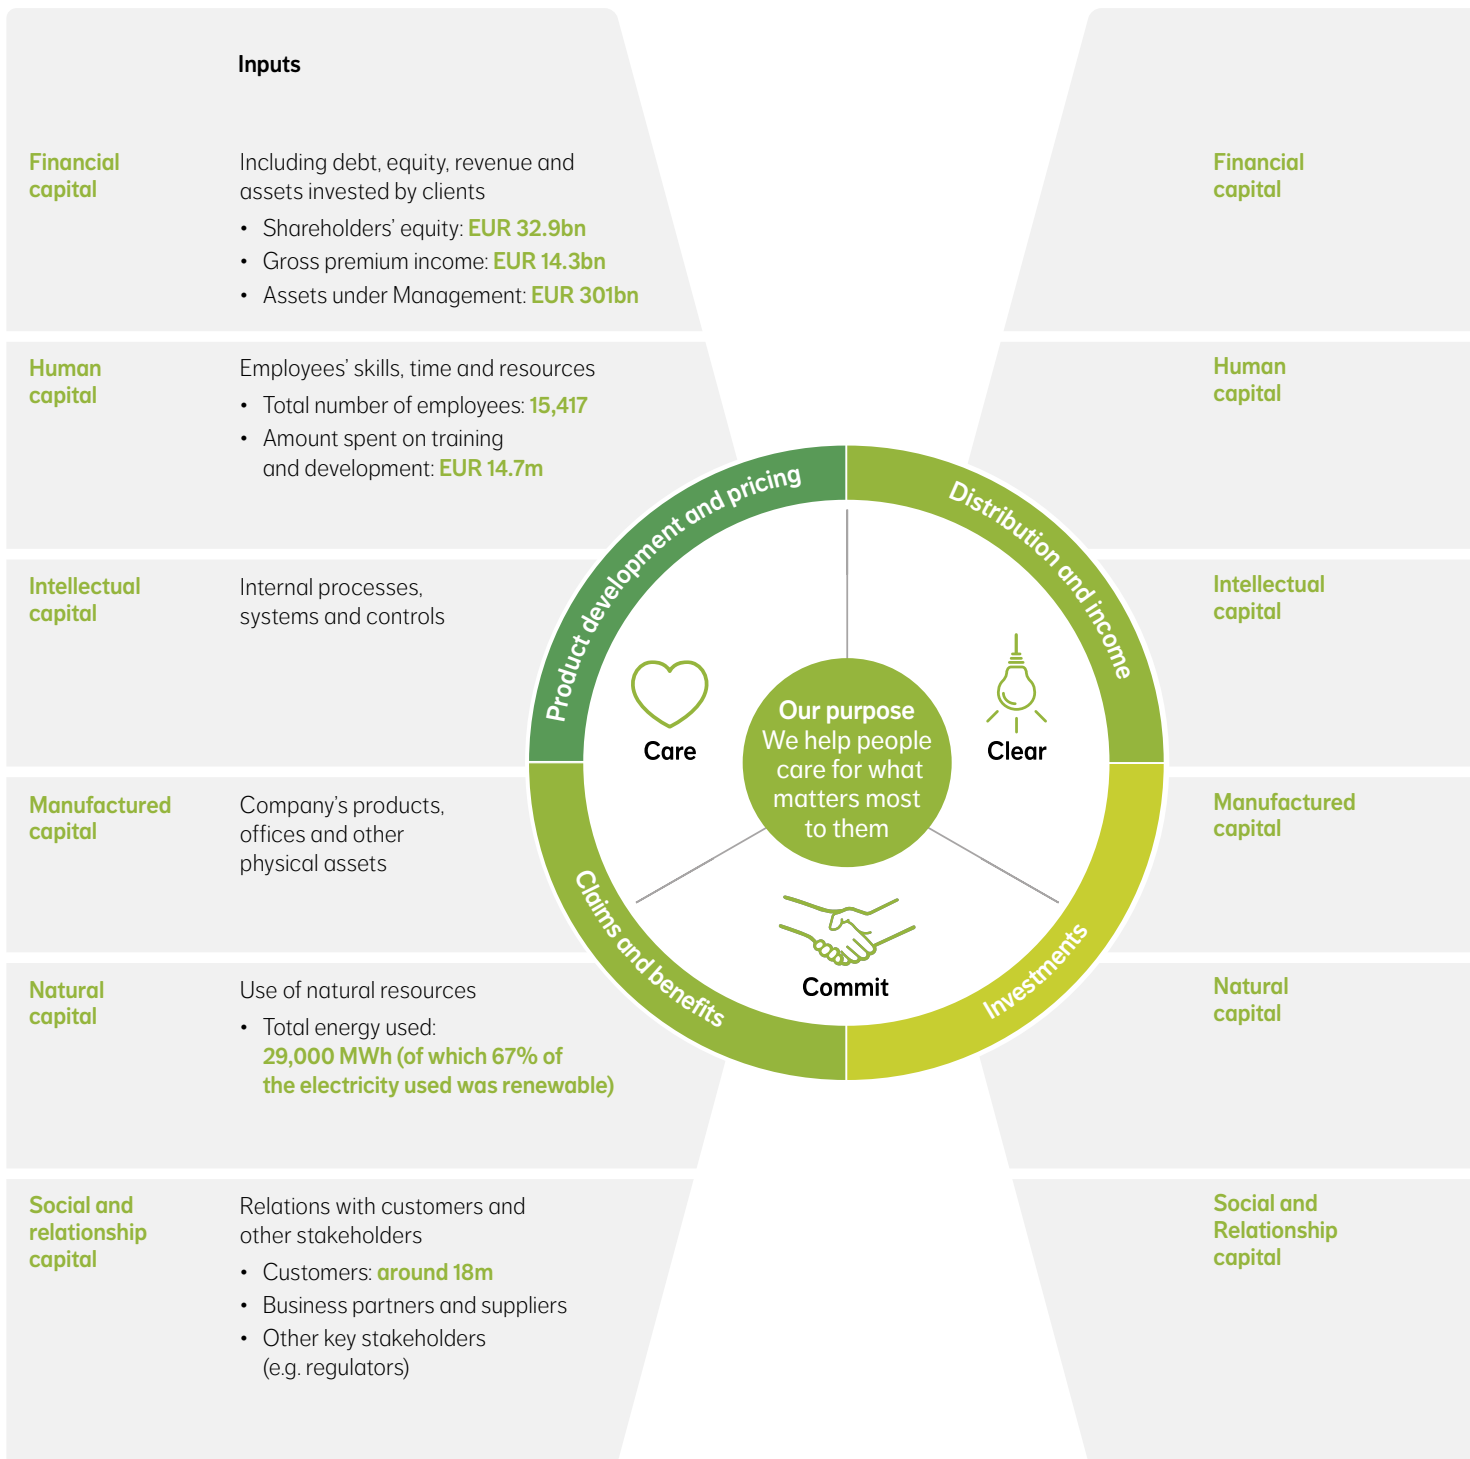 Inputs
Financial
capital
Including debt, equity, revenue and
assets invested by clients
• Shareholders' equity: EUR 32.9bn
• Gross premium income: EUR 14.3bn
• Assets under Management: EUR 301bn
Human
capital
Employees' skills, time and resources
• Total number of employees: 15,417
• Amount spent on training
and development: EUR 14.7m
Intellectual
capital
Internal processes,
systems and controls
Manufactured
capital
Company's products,
offices and other
physical assets
Natural
capital
Use of natural resources
• Total energy used:
29,000 MWh (of which 67% of
the electricity used was renewable)
Social and
relationship
capital
Relations with customers and
other stakeholders
• Customers: around 18m
• Business partners and suppliers
• Other key stakeholders
(e.g. regulators)
Product development and pricing
Distribution and income
Claims and benefits
Investments
Care
Clear
Commit
Our purpose
We help people
care for what
matters most
to them
Financial
capital
Human
capital
Intellectual
capital
Manufactured
capital
Natural
capital
Social and
Relationship
capital